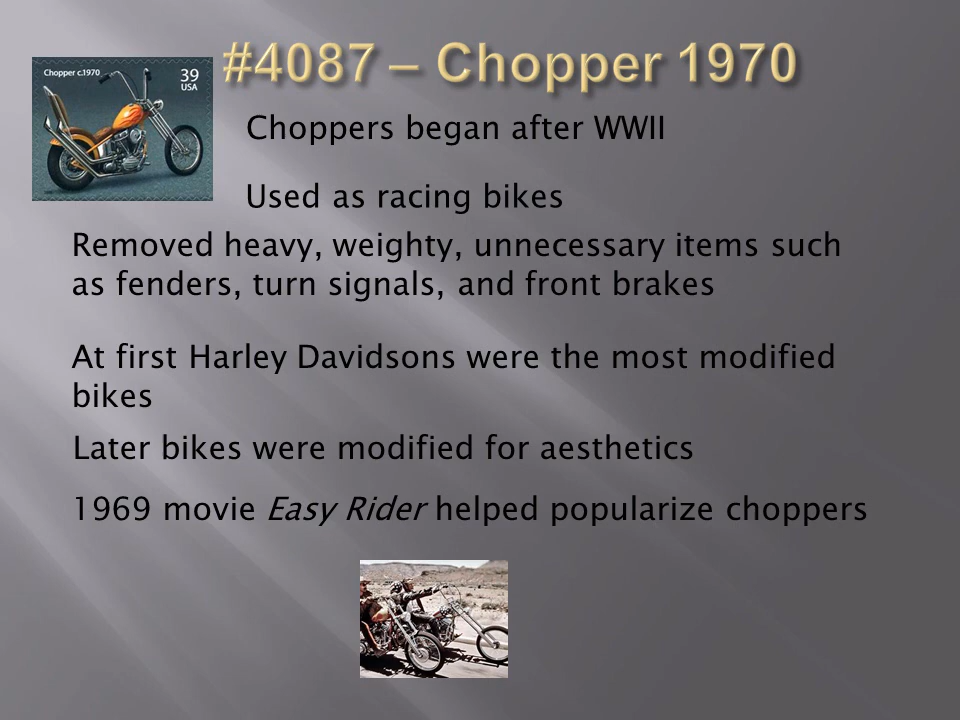 #4087 – Chopper 1970
Chopper c.1970
39
USA
Choppers began after WWII
Used as racing bikes
Removed heavy, weighty, unnecessary items such
as fenders, turn signals, and front brakes
At first Harley Davidsons were the most modified
bikes
Later bikes were modified for aesthetics
1969 movie Easy Rider helped popularize choppers